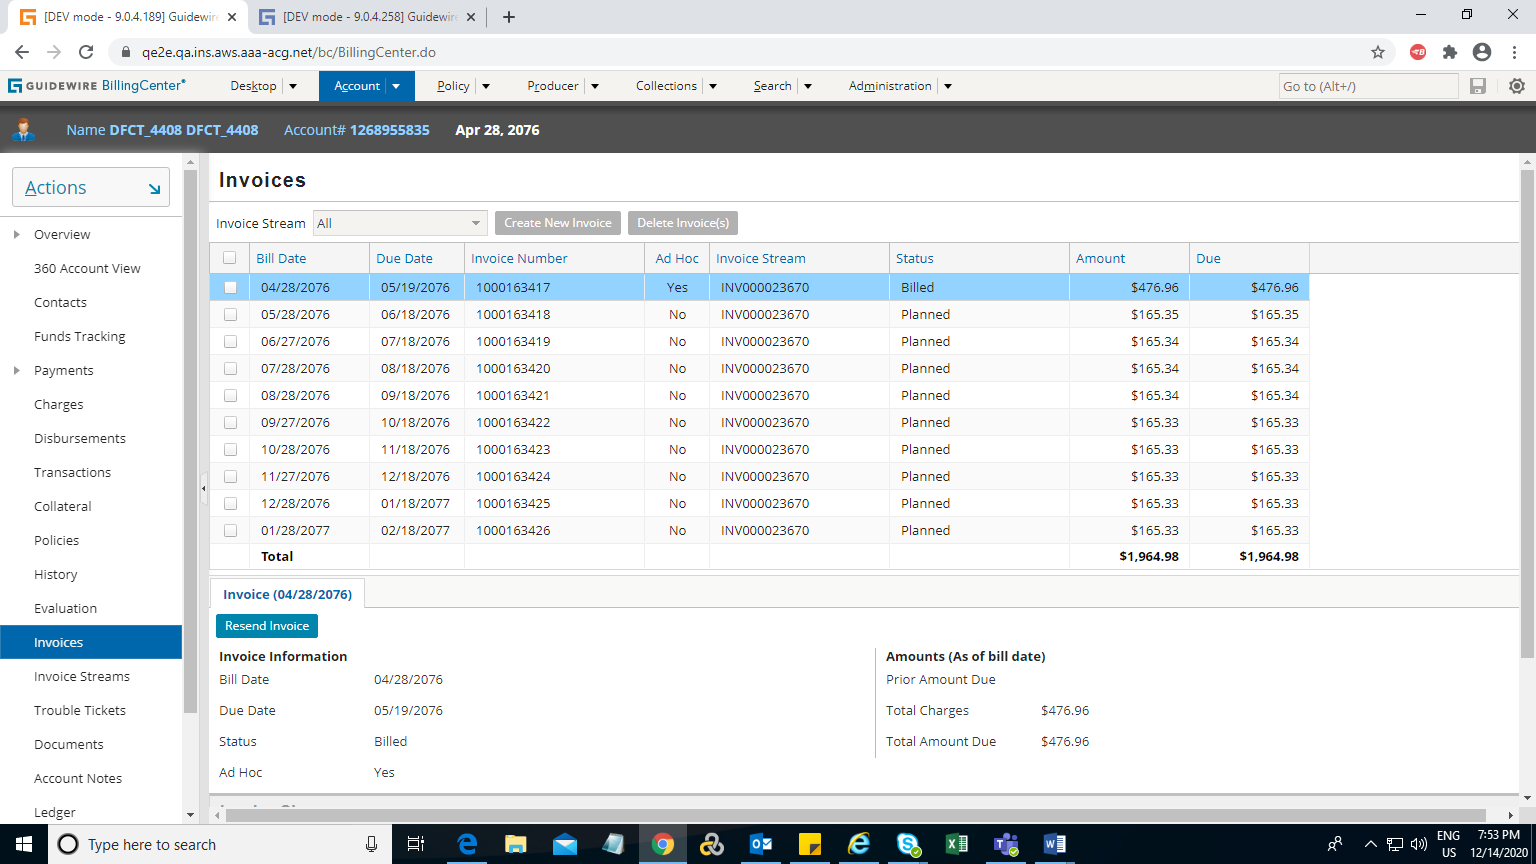 [DEV mode - 9.0.4.189] Guidewire
[DEV mode - 9.0.4.258] Guidewire
qe2e.qa.ins.aws.aaa-acg.net/bc/BillingCenter.do
GUIDEWIRE BillingCenter
Desktop Account Policy Producer Collections Search Administration
Go to (Alt+/)
Name DFCT_4408 DFCT_4408 Account# 1268955835 Apr 28, 2076
Actions
Overview
360 Account View
Contacts
Funds Tracking
Payments
Charges
Disbursements
Transactions
Collateral
Policies
History
Evaluation
Invoices
Invoice Streams
Trouble Tickets
Documents
Account Notes
Ledger
Invoices
Invoice Stream All Create New Invoice Delete Invoice(s)
Bill Date Due Date Invoice Number Ad Hoc Invoice Stream Status Amount Due
04/28/2076 05/19/2076 1000163417 Yes INV000023670 Billed $476.96 $476.96
05/28/2076 06/18/2076 1000163418 No INV000023670 Planned $165.35 $165.35
06/27/2076 07/18/2076 1000163419 No INV000023670 Planned $165.34 $165.34
07/28/2076 08/18/2076 1000163420 No INV000023670 Planned $165.34 $165.34
08/28/2076 09/18/2076 1000163421 No INV000023670 Planned $165.34 $165.34
09/27/2076 10/18/2076 1000163422 No INV000023670 Planned $165.33 $165.33
10/28/2076 11/18/2076 1000163423 No INV000023670 Planned $165.33 $165.33
11/27/2076 12/18/2076 1000163424 No INV000023670 Planned $165.33 $165.33
12/28/2076 01/18/2077 1000163425 No INV000023670 Planned $165.33 $165.33
01/28/2077 02/18/2077 1000163426 No INV000023670 Planned $165.33 $165.33
Total $1,964.98 $1,964.98
Invoice (04/28/2076)
Resend Invoice
Invoice Information
Bill Date 04/28/2076
Due Date 05/19/2076
Status Billed
Ad Hoc Yes
Amounts (As of bill date)
Prior Amount Due
Total Charges $476.96
Total Amount Due $476.96
Type here to search
ENG
US
7:53 PM
12/14/2020